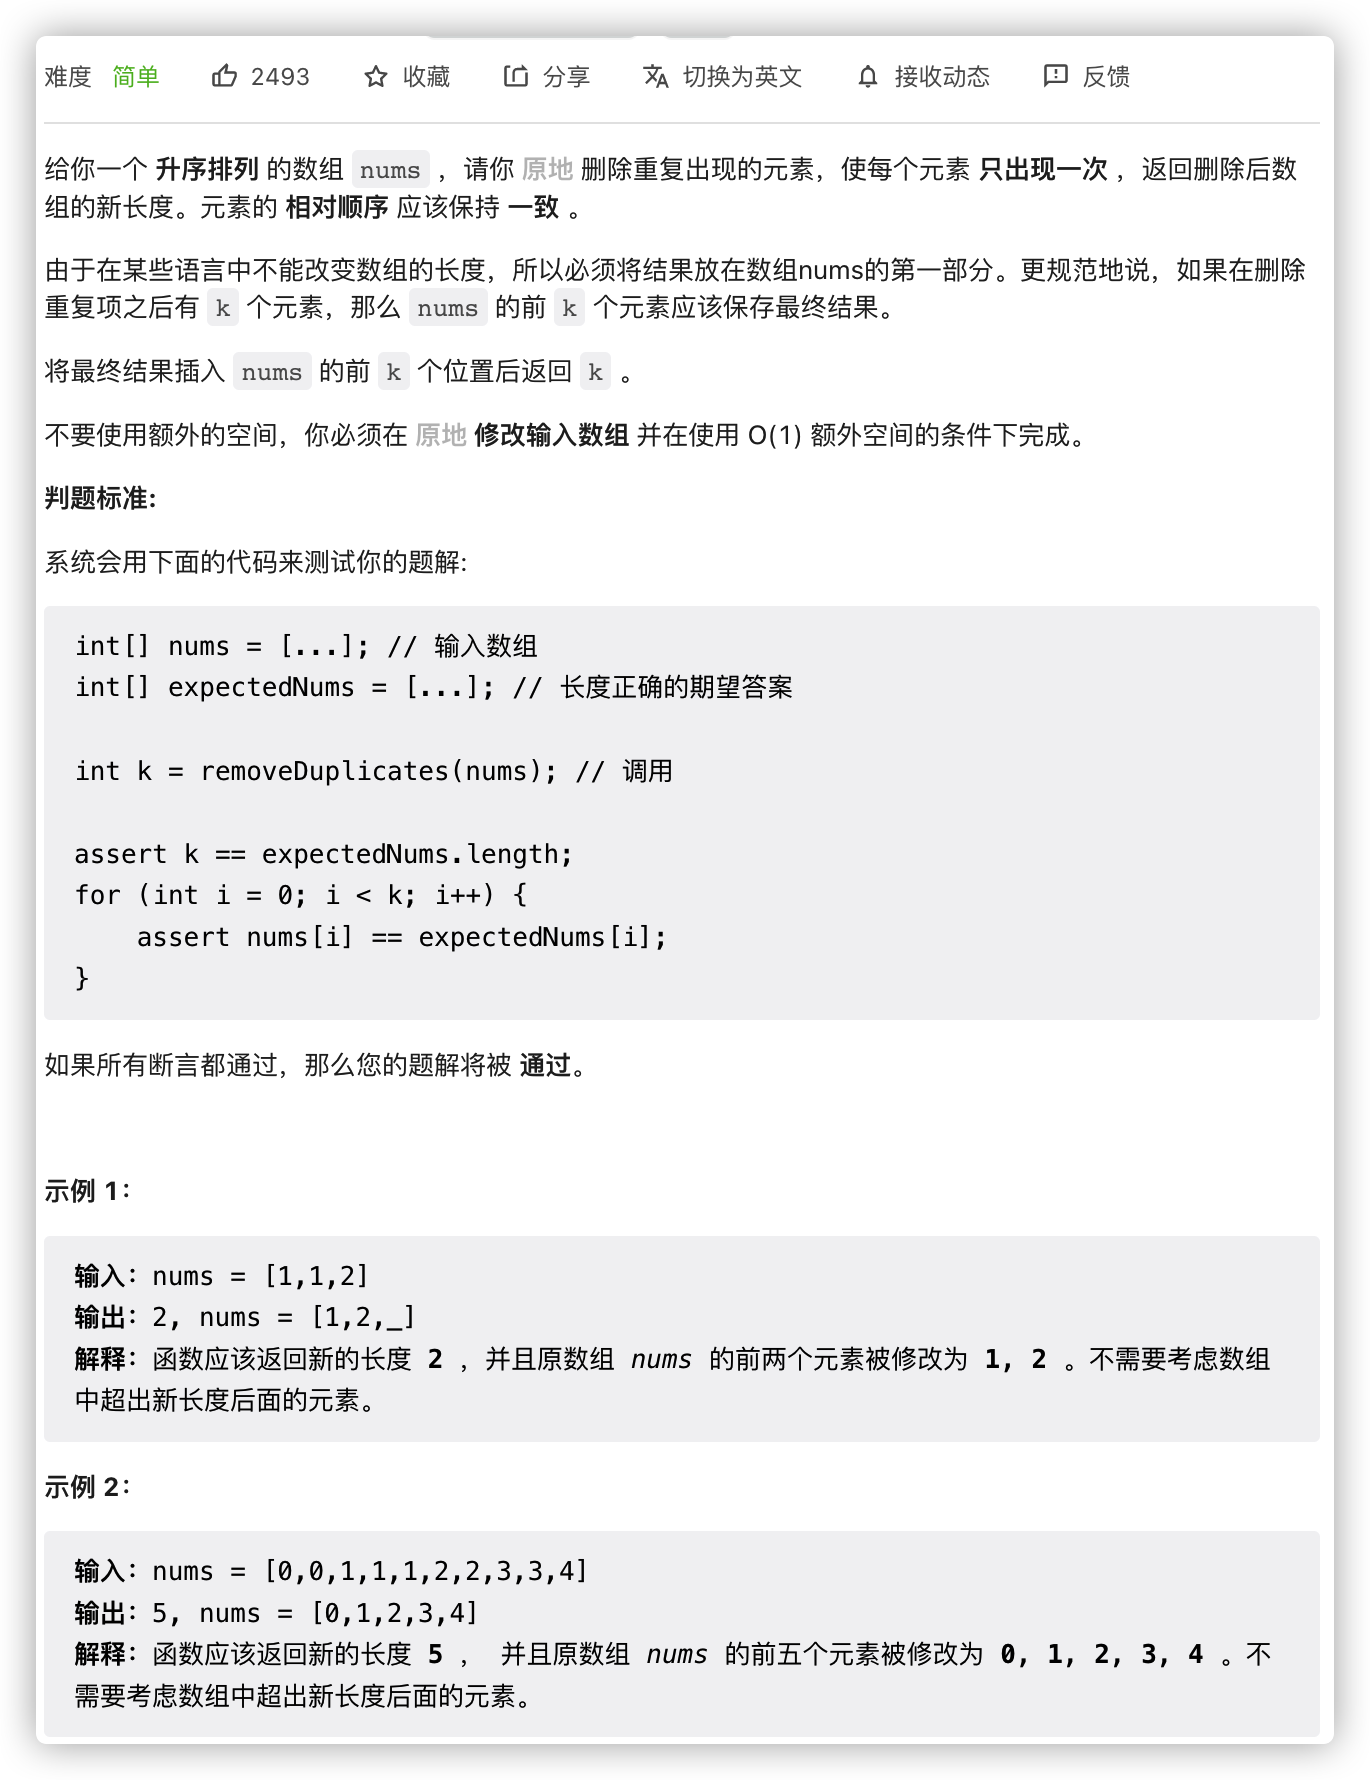 难度 简单 2493 收藏 分享 切换为英文 接收动态 反馈
给你一个 升序排列 的数组 nums ，请你 原地 删除重复出现的元素，使每个元素 只出现一次 ，返回删除后数
组的新长度。元素的 相对顺序 应该保持 一致 。
由于在某些语言中不能改变数组的长度，所以必须将结果放在数组nums的第一部分。更规范地说，如果在删除
重复项之后有 k 个元素，那么 nums 的前 k 个元素应该保存最终结果。
将最终结果插入 nums 的前 k 个位置后返回 k 。
不要使用额外的空间，你必须在 原地 修改输入数组 并在使用 O(1) 额外空间的条件下完成。
判题标准:
系统会用下面的代码来测试你的题解:
int[] nums = [...]; // 输入数组
int[] expectedNums = [...]; // 长度正确的期望答案
int k = removeDuplicates(nums); // 调用
assert k == expectedNums.length;
for (int i = 0; i < k; i++) {
    assert nums[i] == expectedNums[i];
}
如果所有断言都通过，那么您的题解将被 通过。
示例 1：
输入：nums = [1,1,2]
输出：2, nums = [1,2,_]
解释：函数应该返回新的长度 2 ，并且原数组 nums 的前两个元素被修改为 1, 2 。不需要考虑数组
中超出新长度后面的元素。
示例 2：
输入：nums = [0,0,1,1,1,2,2,3,3,4]
输出：5, nums = [0,1,2,3,4]
解释：函数应该返回新的长度 5 ， 并且原数组 nums 的前五个元素被修改为 0, 1, 2, 3, 4 。不
需要考虑数组中超出新长度后面的元素。